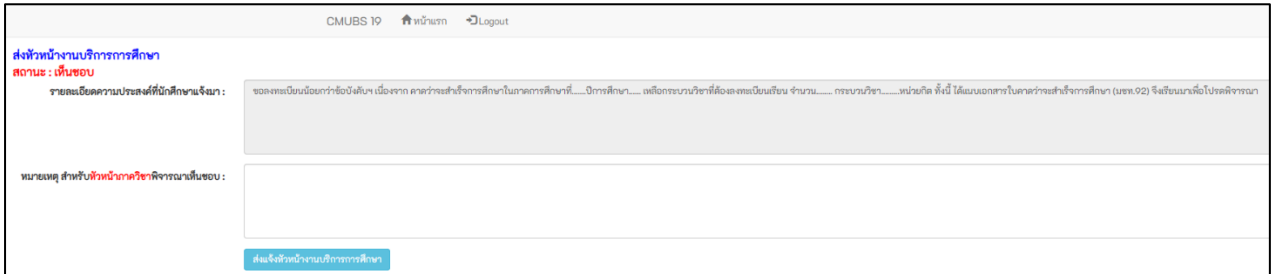 CMUBS 19 หน้าแรก Logout
ส่งหัวหน้างานบริการการศึกษา
สถานะ : เห็นชอบ
รายละเอียดความประสงค์ที่นักศึกษาแจ้งมา : ขอลงทะเบียนน้อยกว่าข้อบังคับฯ เนื่องจาก คาดว่าจะสำเร็จการศึกษาในภาคการศึกษาที่......ปีการศึกษา...... เหลือกระบวนวิชาที่ต้องลงทะเบียนเรียน จำนวน........ กระบวนวิชา..........หน่วยกิต ทั้งนี้ ได้แนบเอกสารใบคาดว่าจะสำเร็จการศึกษา (มชท.92) จึงเรียนมาเพื่อโปรดพิจารณา
หมายเหตุ สำหรับหัวหน้าภาควิชาพิจารณาเห็นชอบ :
ส่งแจ้งหัวหน้างานบริการการศึกษา